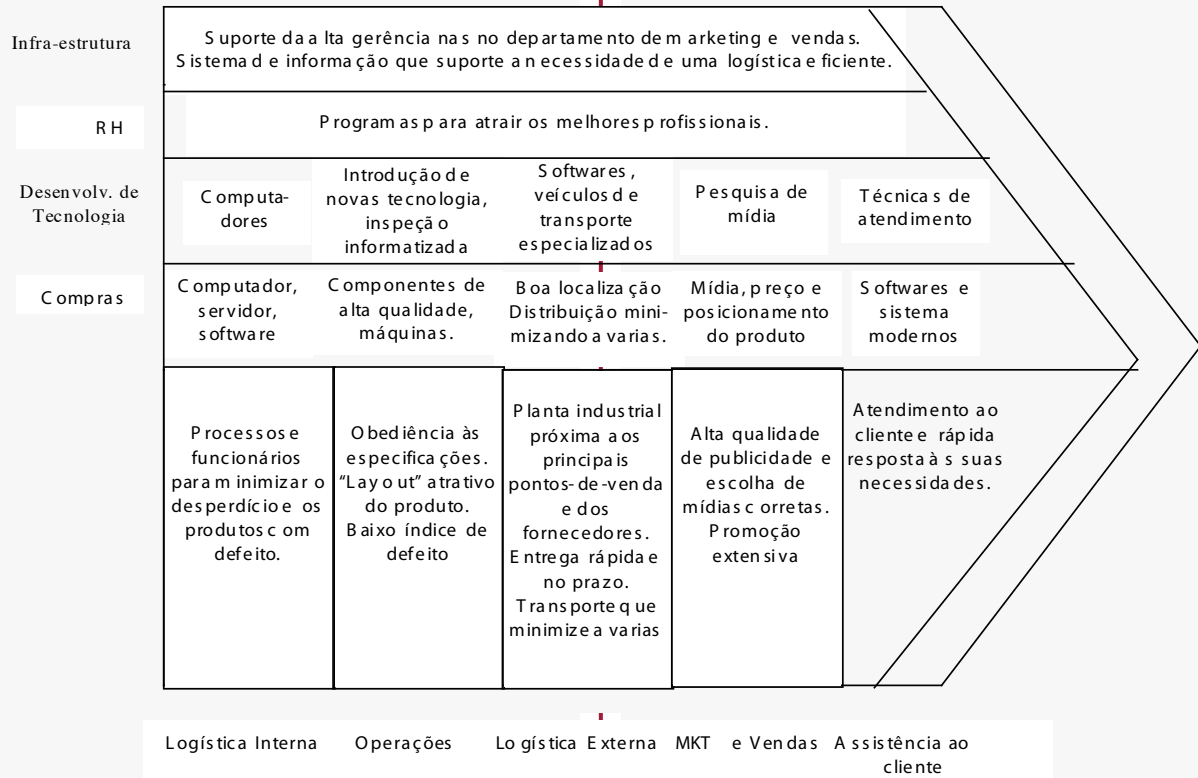 Infra-estrutura
Suporte da alta gerência nas no departamento de marketing e vendas.
Sistema de informação que suporte a necessidade de uma logística eficiente.
RH
Programas para atrair os melhores profissionais.
Desenvolv. de
Tecnologia
Computa-
dores
Introdução de
novas tecnologia,
inspeção
informatizada
Softwares,
veículos de
transporte
especializados
Pesquisa de
mídia
Técnicas de
atendimento
Compras
Computador,
servidor,
software
Componentes de
alta qualidade,
máquinas.
Boa localização
Distribuição mini-
mizando avarias.
Mídia, preço e
posicionamento
do produto
Softwares e
sistema
modernos
Processos e
funcionários
para minimizar o
desperdício e os
produtos com
defeito.
Obediência às
especificações.
“Layout” atrativo
do produto.
Baixo índice de
defeito
Planta industrial
próxima aos
principais
pontos-de-venda
e dos
fornecedores.
Entrega rápida e
no prazo.
Transporte que
minimize avarias
Alta qualidade
de publicidade e
escolha de
mídias corretas.
Promoção
extensiva
Atendimento ao
cliente e rápida
resposta às suas
necessidades.
Logística Interna
Operações
Logística Externa
MKT e Vendas
Assistência ao
cliente